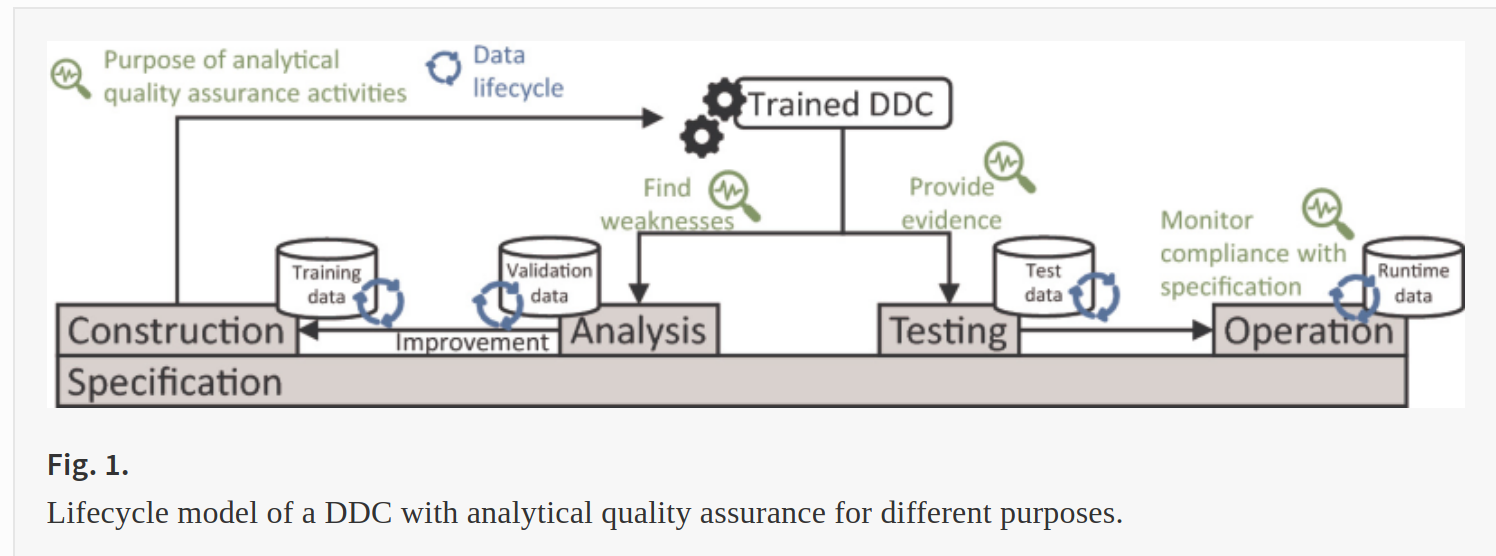 Purpose of analytical
quality assurance activities
Data
lifecycle
Trained DDC
Find
weaknesses
Provide
evidence
Monitor
compliance with
specification
Training
data
Validation
data
Test
data
Runtime
data
Construction
Improvement
Analysis
Testing
Operation
Specification
Fig. 1.
Lifecycle model of a DDC with analytical quality assurance for different purposes.